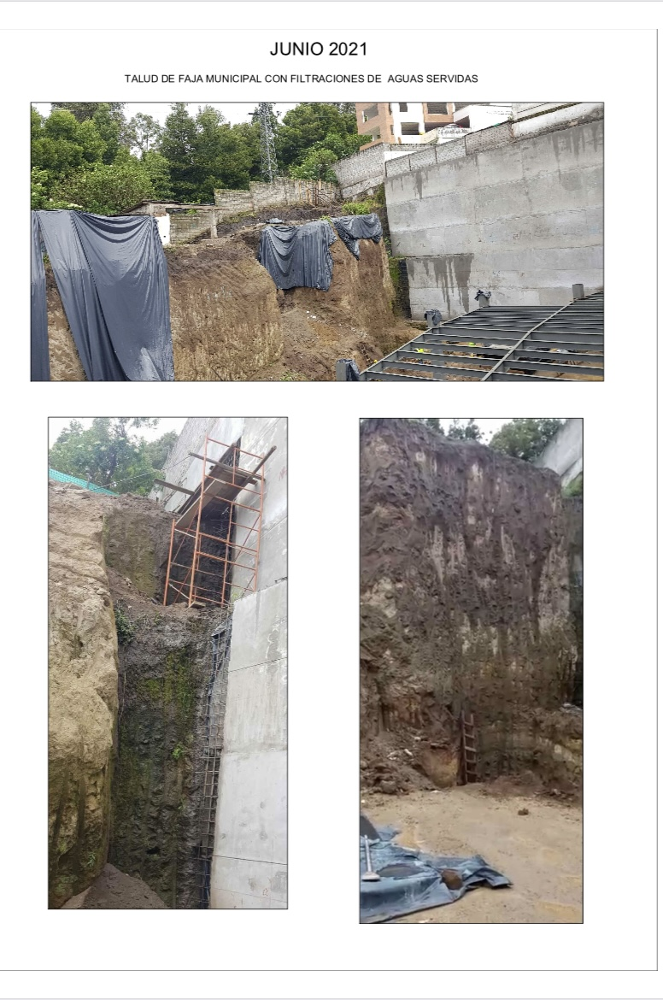 JUNIO 2021
TALUD DE FAJA MUNICIPAL CON FILTRACIONES DE AGUAS SERVIDAS